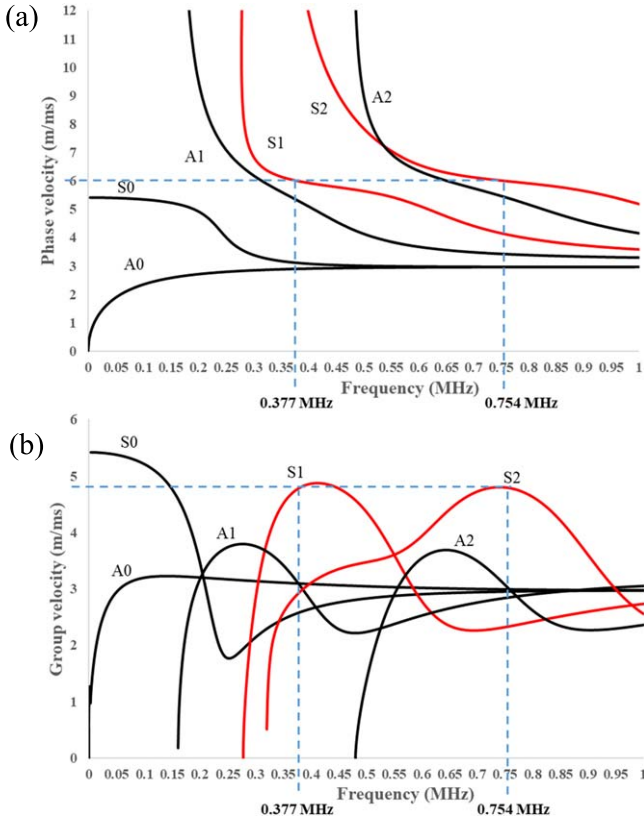 (a)
Phase velocity (m/ms)
12
11
10
9
8
7
6
5
4
3
2
1
0
A1
S1
S2
A2
S0
A0
0 0.05 0.1 0.15 0.2 0.25 0.3 0.35 0.4 0.45 0.5 0.55 0.6 0.65 0.7 0.75 0.8 0.85 0.9 0.95 1
Frequency (MHz)
0.377 MHz 0.754 MHz
(b)
Group velocity (m/ms)
6
5
4
3
2
1
0
S0
S1
S2
A1
A2
A0
0 0.05 0.1 0.15 0.2 0.25 0.3 0.35 0.4 0.45 0.5 0.55 0.6 0.65 0.7 0.75 0.8 0.85 0.9 0.95 1
Frequency (MHz)
0.377 MHz 0.754 MHz